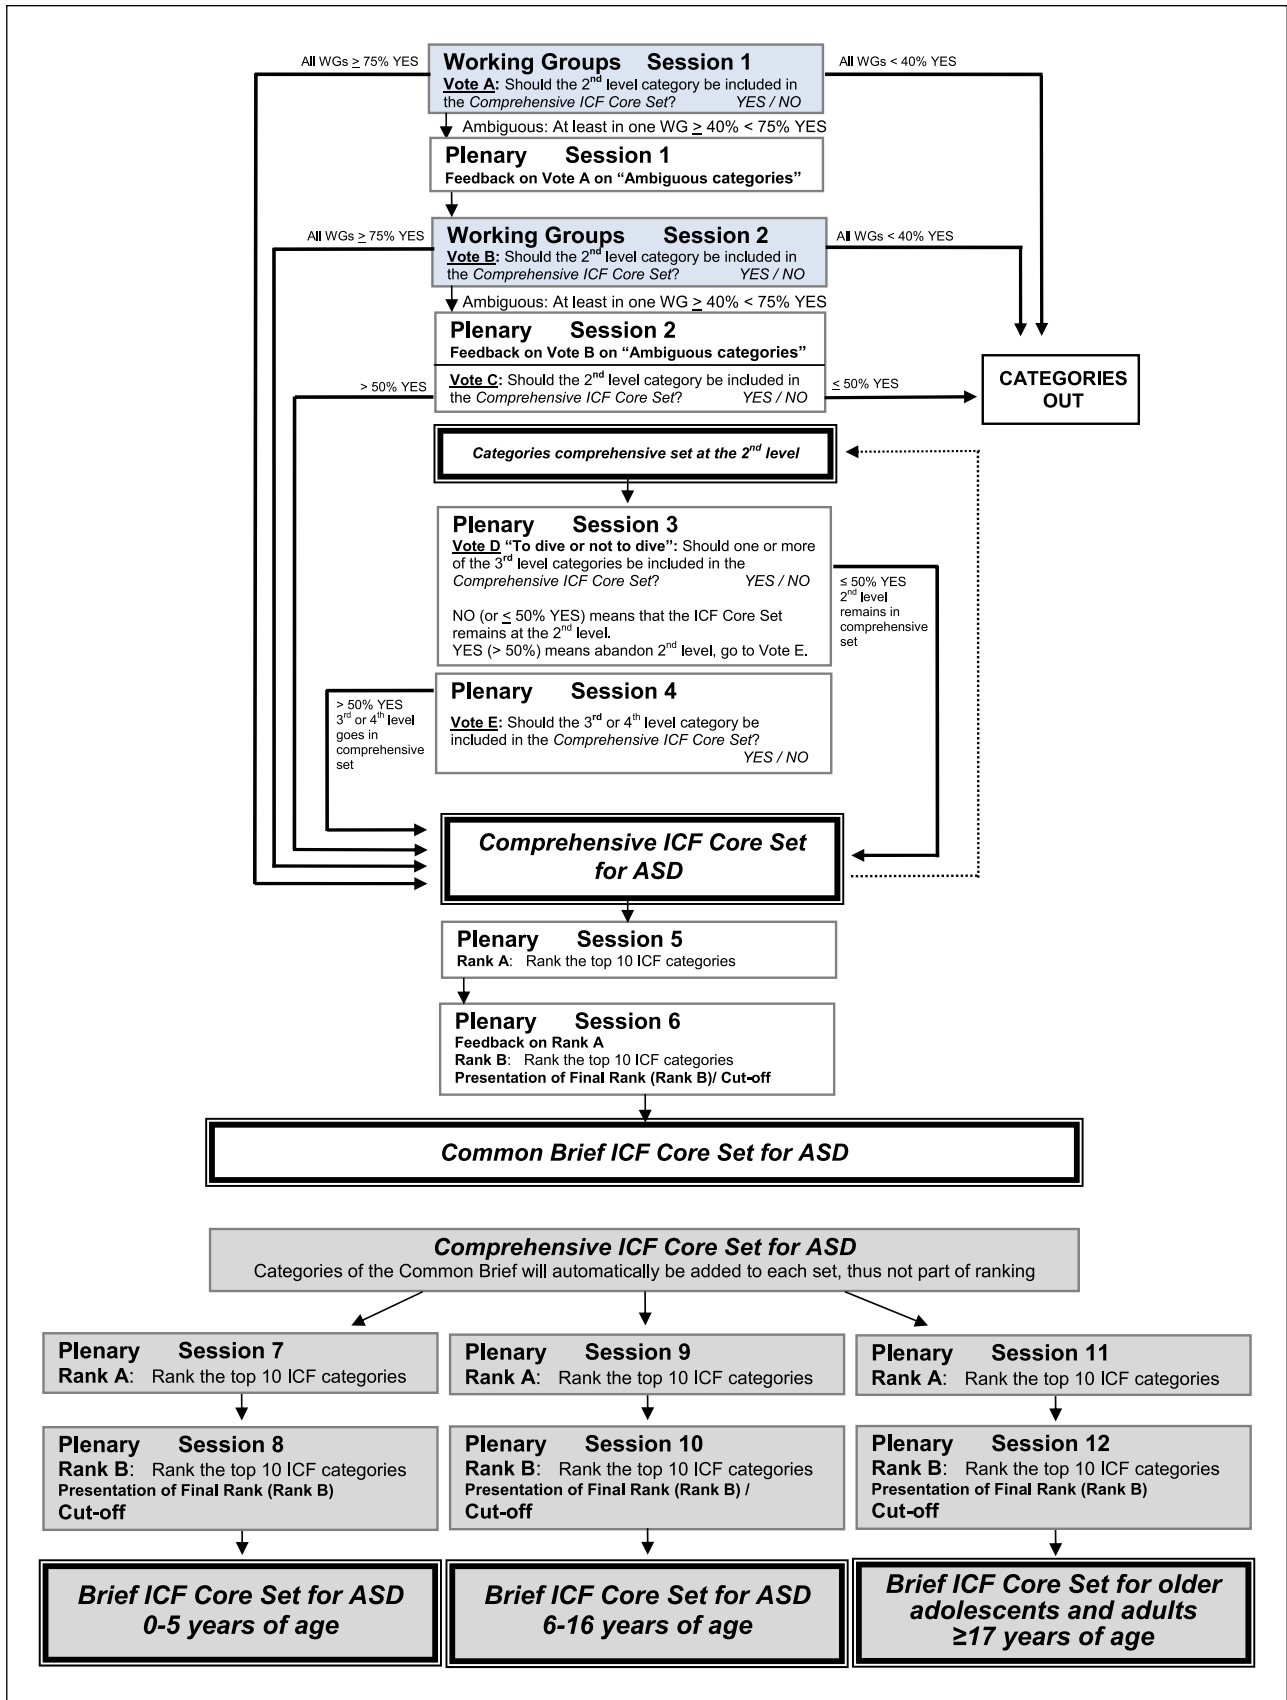 All WGs ≥ 75% YES
Working Groups Session 1
Vote A: Should the 2nd level category be included in
the Comprehensive ICF Core Set? YES / NO
All WGs < 40% YES
Ambiguous: At least in one WG ≥ 40% < 75% YES
Plenary Session 1
Feedback on Vote A on “Ambiguous categories”
All WGs ≥ 75% YES
Working Groups Session 2
Vote B: Should the 2nd level category be included in
the Comprehensive ICF Core Set? YES / NO
All WGs < 40% YES
Ambiguous: At least in one WG ≥ 40% < 75% YES
Plenary Session 2
Feedback on Vote B on “Ambiguous categories”
> 50% YES
Vote C: Should the 2nd level category be included in
the Comprehensive ICF Core Set? YES / NO
≤ 50% YES
CATEGORIES
OUT
Categories comprehensive set at the 2nd level
Plenary Session 3
Vote D “To dive or not to dive”: Should one or more
of the 3rd level categories be included in the
Comprehensive ICF Core Set? YES / NO
NO (or ≤ 50% YES) means that the ICF Core Set
remains at the 2nd level.
YES (> 50%) means abandon 2nd level, go to Vote E.
≤ 50% YES
2nd level
remains in
comprehensive
set
Plenary Session 4
Vote E: Should the 3rd or 4th level category be
included in the Comprehensive ICF Core Set?
YES / NO
> 50% YES
3rd or 4th level
goes in
comprehensive
set
Comprehensive ICF Core Set
for ASD
Plenary Session 5
Rank A: Rank the top 10 ICF categories
Plenary Session 6
Feedback on Rank A
Rank B: Rank the top 10 ICF categories
Presentation of Final Rank (Rank B)/ Cut-off
Common Brief ICF Core Set for ASD
Comprehensive ICF Core Set for ASD
Categories of the Common Brief will automatically be added to each set, thus not part of ranking
Plenary Session 7
Rank A: Rank the top 10 ICF categories
Plenary Session 8
Rank B: Rank the top 10 ICF categories
Presentation of Final Rank (Rank B)
Cut-off
Brief ICF Core Set for ASD
0-5 years of age
Plenary Session 9
Rank A: Rank the top 10 ICF categories
Plenary Session 10
Rank B: Rank the top 10 ICF categories
Presentation of Final Rank (Rank B) /
Cut-off
Brief ICF Core Set for ASD
6-16 years of age
Plenary Session 11
Rank A: Rank the top 10 ICF categories
Plenary Session 12
Rank B: Rank the top 10 ICF categories
Presentation of Final Rank (Rank B)
Cut-off
Brief ICF Core Set for older
adolescents and adults
≥17 years of age